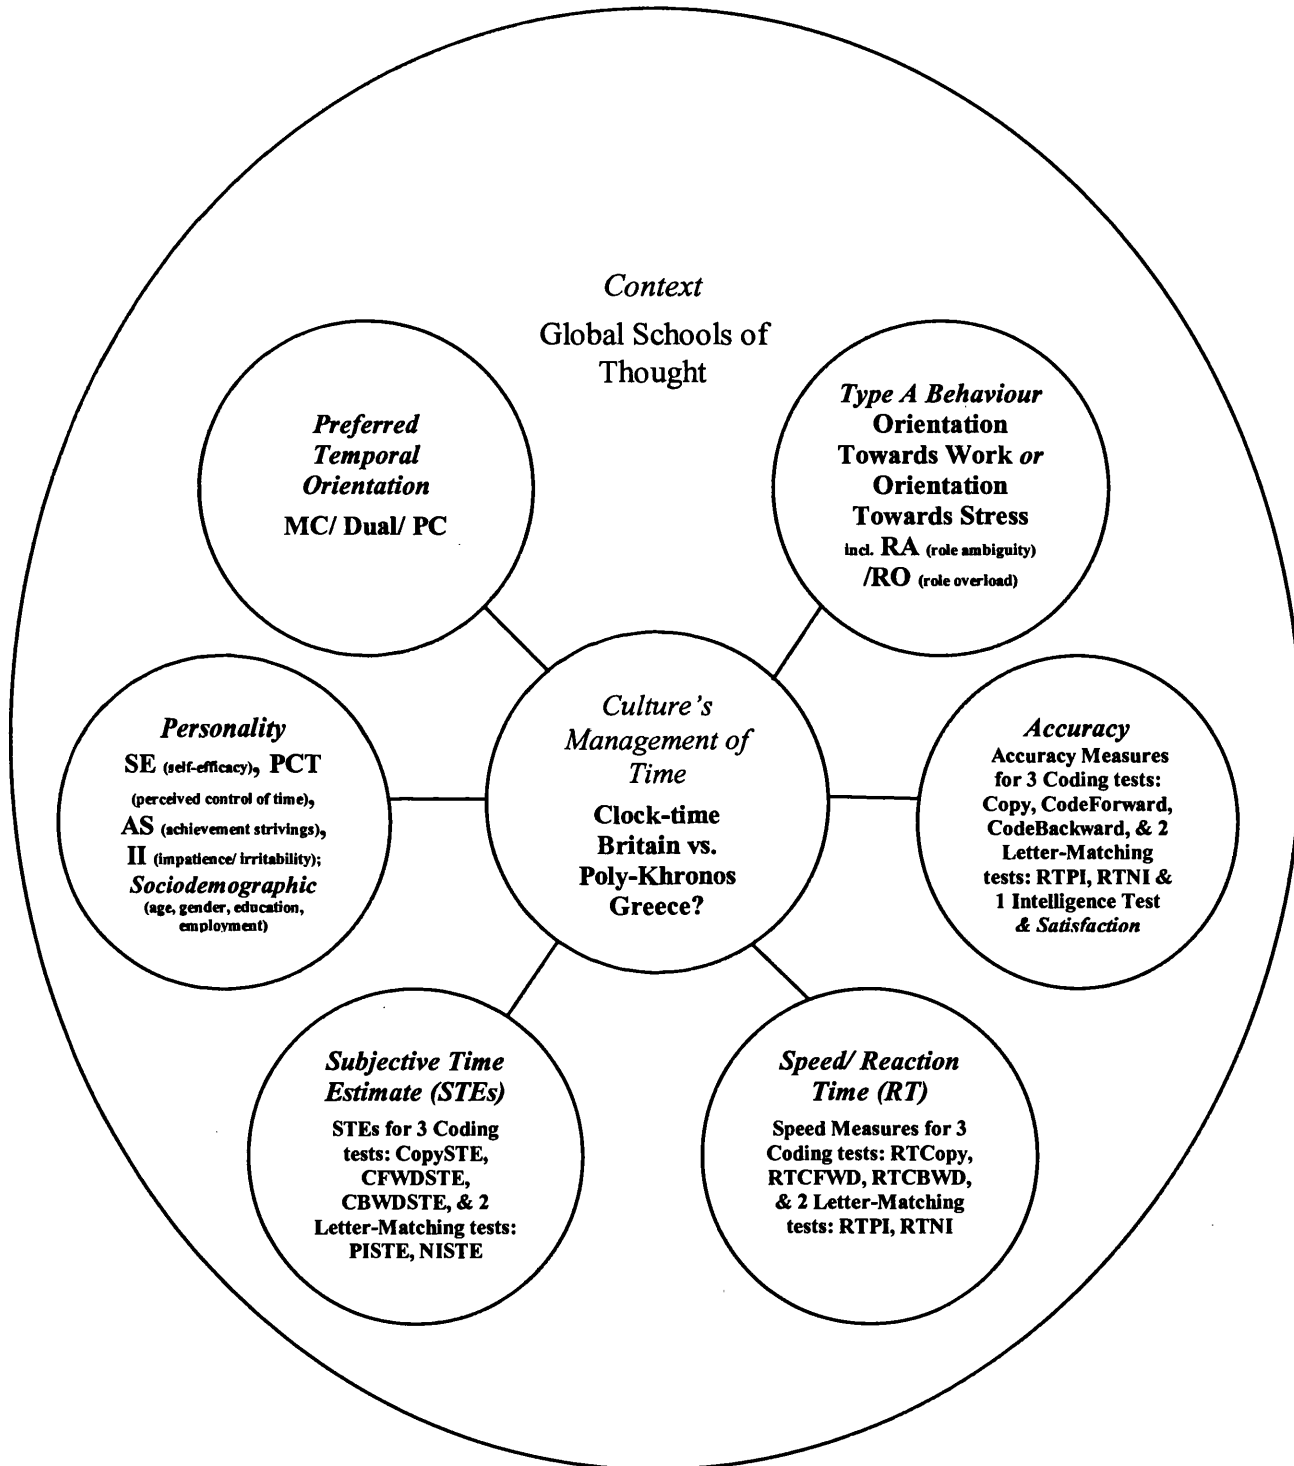 Context
Global Schools of
Thought
Preferred
Temporal
Orientation
MC/ Dual/ PC
Type A Behaviour
Orientation
Towards Work or
Orientation
Towards Stress
incl. RA (role ambiguity)
/RO (role overload)
Personality
SE (self-efficacy), PCT
(perceived control of time),
AS (achievement strivings),
II (impatience/ irritability);
Sociodemographic
(age, gender, education,
employment)
Culture's
Management of
Time
Clock-time
Britain vs.
Poly-Khronos
Greece?
Accuracy
Accuracy Measures
for 3 Coding tests:
Copy, CodeForward,
CodeBackward, & 2
Letter-Matching
tests: RTPI, RTNI &
1 Intelligence Test
& Satisfaction
Subjective Time
Estimate (STEs)
STEs for 3 Coding
tests: CopySTE,
CFWDSTE,
CBWDSTE, & 2
Letter-Matching tests:
PISTE, NISTE
Speed/ Reaction
Time (RT)
Speed Measures for 3
Coding tests: RTCopy,
RTCFWD, RTCBWD,
& 2 Letter-Matching
tests: RTPI, RTNI